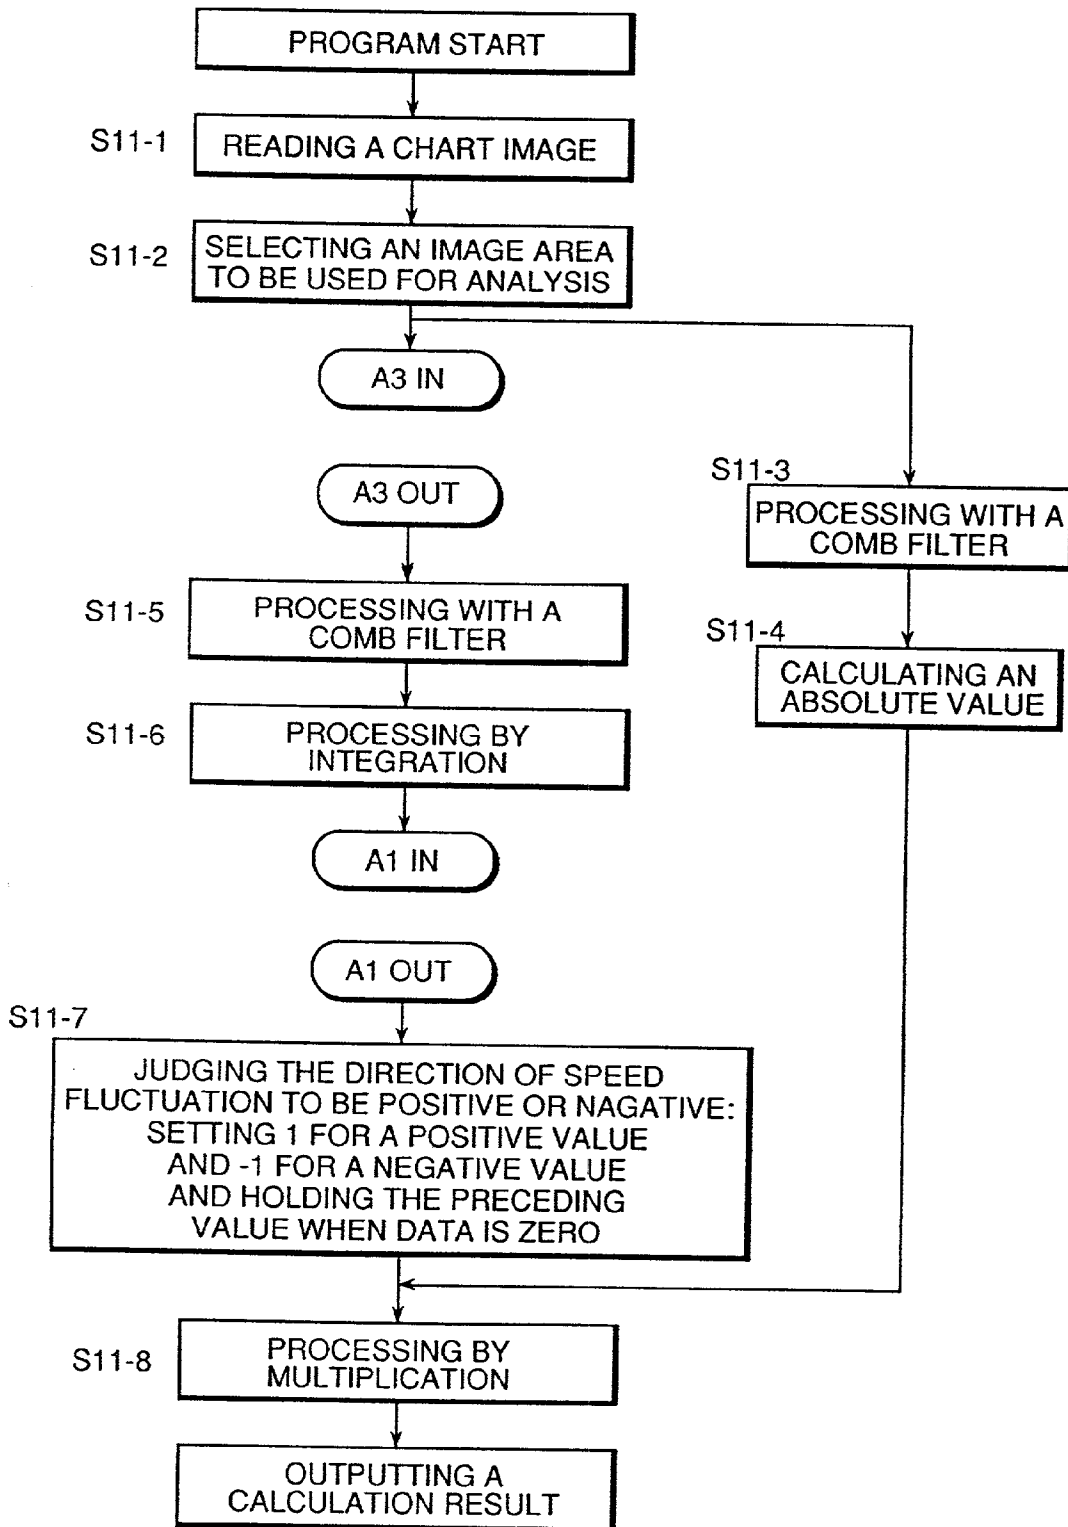 PROGRAM START
S11-1
READING A CHART IMAGE
S11-2
SELECTING AN IMAGE AREA
TO BE USED FOR ANALYSIS
A3 IN
A3 OUT
S11-3
PROCESSING WITH A
COMB FILTER
S11-5
PROCESSING WITH A
COMB FILTER
S11-4
CALCULATING AN
ABSOLUTE VALUE
S11-6
PROCESSING BY
INTEGRATION
A1 IN
A1 OUT
S11-7
JUDGING THE DIRECTION OF SPEED
FLUCTUATION TO BE POSITIVE OR NAGATIVE:
SETTING 1 FOR A POSITIVE VALUE
AND -1 FOR A NEGATIVE VALUE
AND HOLDING THE PRECEDING
VALUE WHEN DATA IS ZERO
S11-8
PROCESSING BY
MULTIPLICATION
OUTPUTTING A
CALCULATION RESULT